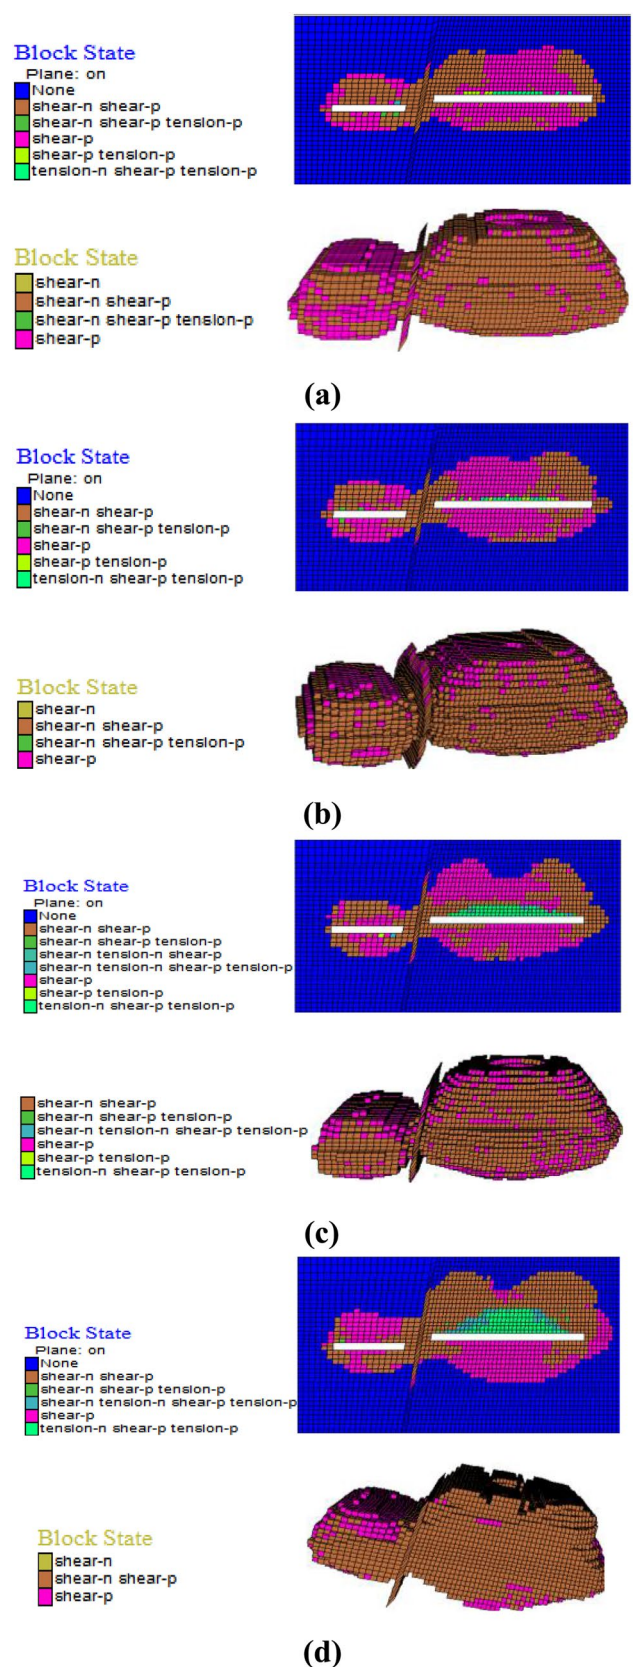 Block State
Plane: on
None
shear-n shear-p
shear-n shear-p tension-p
shear-p
shear-p tension-p
tension-n shear-p tension-p
Block State
shear-n
shear-n shear-p
shear-n shear-p tension-p
shear-p
(a)
Block State
Plane: on
None
shear-n shear-p
shear-n shear-p tension-p
shear-p
shear-p tension-p
tension-n shear-p tension-p
Block State
shear-n
shear-n shear-p
shear-n shear-p tension-p
shear-p
(b)
Block State
Plane: on
None
shear-n shear-p
shear-n shear-p tension-p
shear-n tension-n shear-p
shear-n tension-n shear-p tension-p
shear-p
shear-p tension-p
tension-n shear-p tension-p
shear-n shear-p
shear-n shear-p tension-p
shear-n tension-n shear-p tension-p
shear-p
shear-p tension-p
tension-n shear-p tension-p
(c)
Block State
Plane: on
None
shear-n shear-p
shear-n shear-p tension-p
shear-n tension-n shear-p tension-p
shear-p
tension-n shear-p tension-p
Block State
shear-n
shear-n shear-p
shear-p
(d)